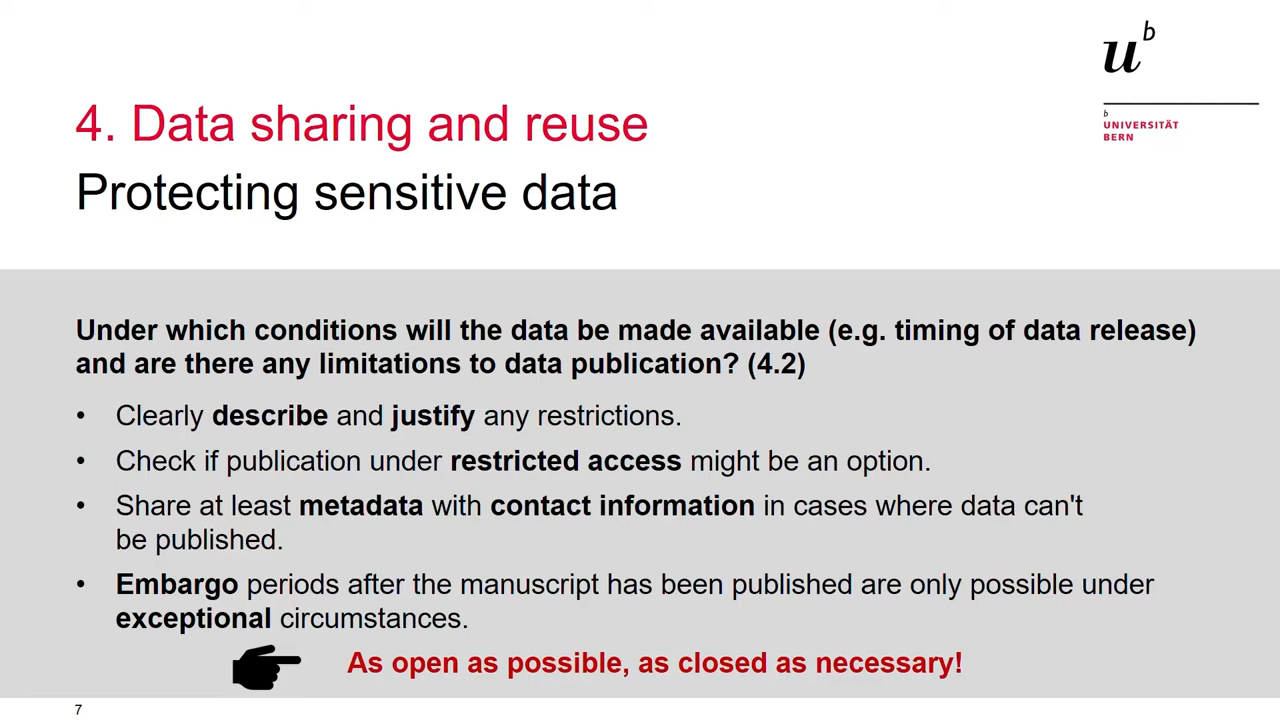 u b
b
UNIVERSITÄT
BERN
4. Data sharing and reuse
Protecting sensitive data
Under which conditions will the data be made available (e.g. timing of data release)
and are there any limitations to data publication? (4.2)
• Clearly describe and justify any restrictions.
• Check if publication under restricted access might be an option.
• Share at least metadata with contact information in cases where data can't
be published.
• Embargo periods after the manuscript has been published are only possible under
exceptional circumstances.
As open as possible, as closed as necessary!
7